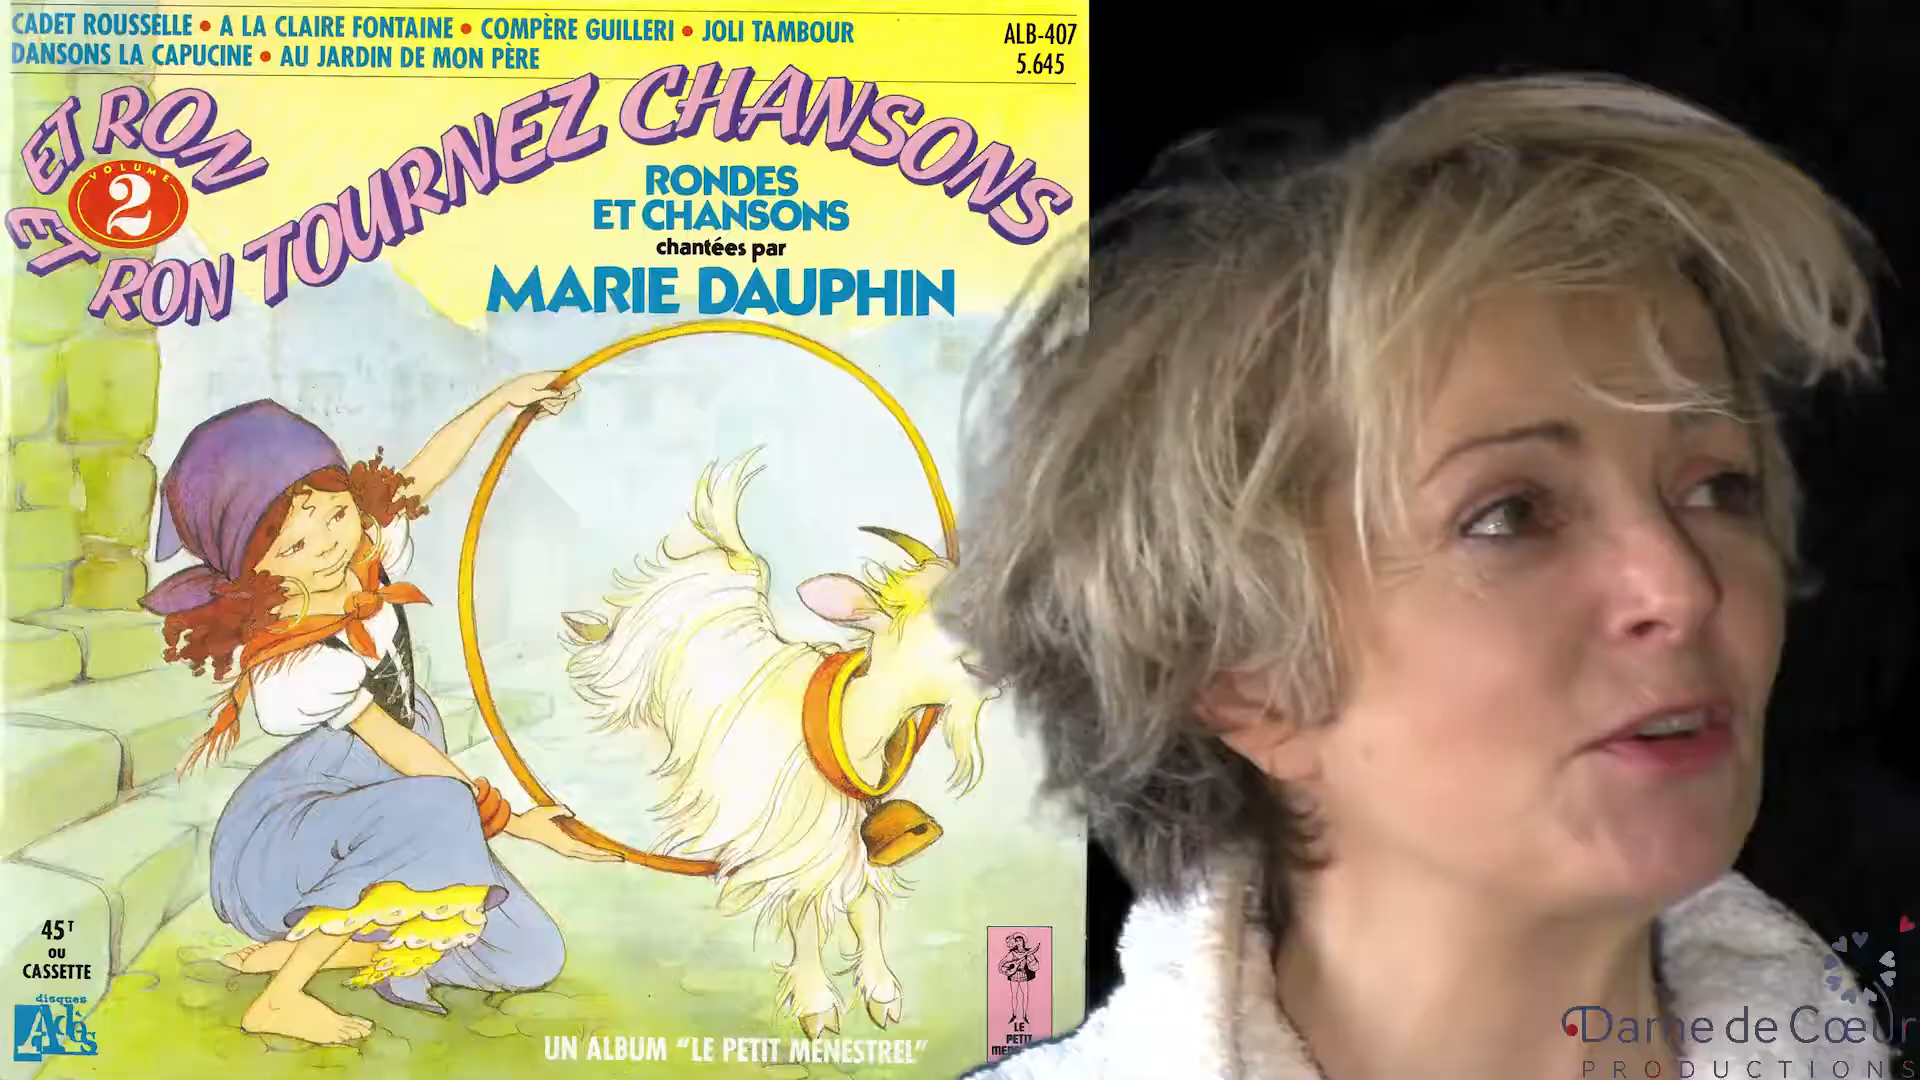 CADET ROUSSELLE • A LA CLAIRE FONTAINE • COMPÈRE GUILLERI • JOLI TAMBOUR
DANSONS LA CAPUCINE • AU JARDIN DE MON PÈRE
ALB-407
5.645
ET RON
ET RON TOURNEZ CHANSONS
VOLUME
2
RONDES
ET CHANSONS
chantées par
MARIE DAUPHIN
45T
OU
CASSETTE
disques
Adès
UN ALBUM "LE PETIT MENESTREL"
LE
PETIT
Dame de Cœur
PRODUCTIONS